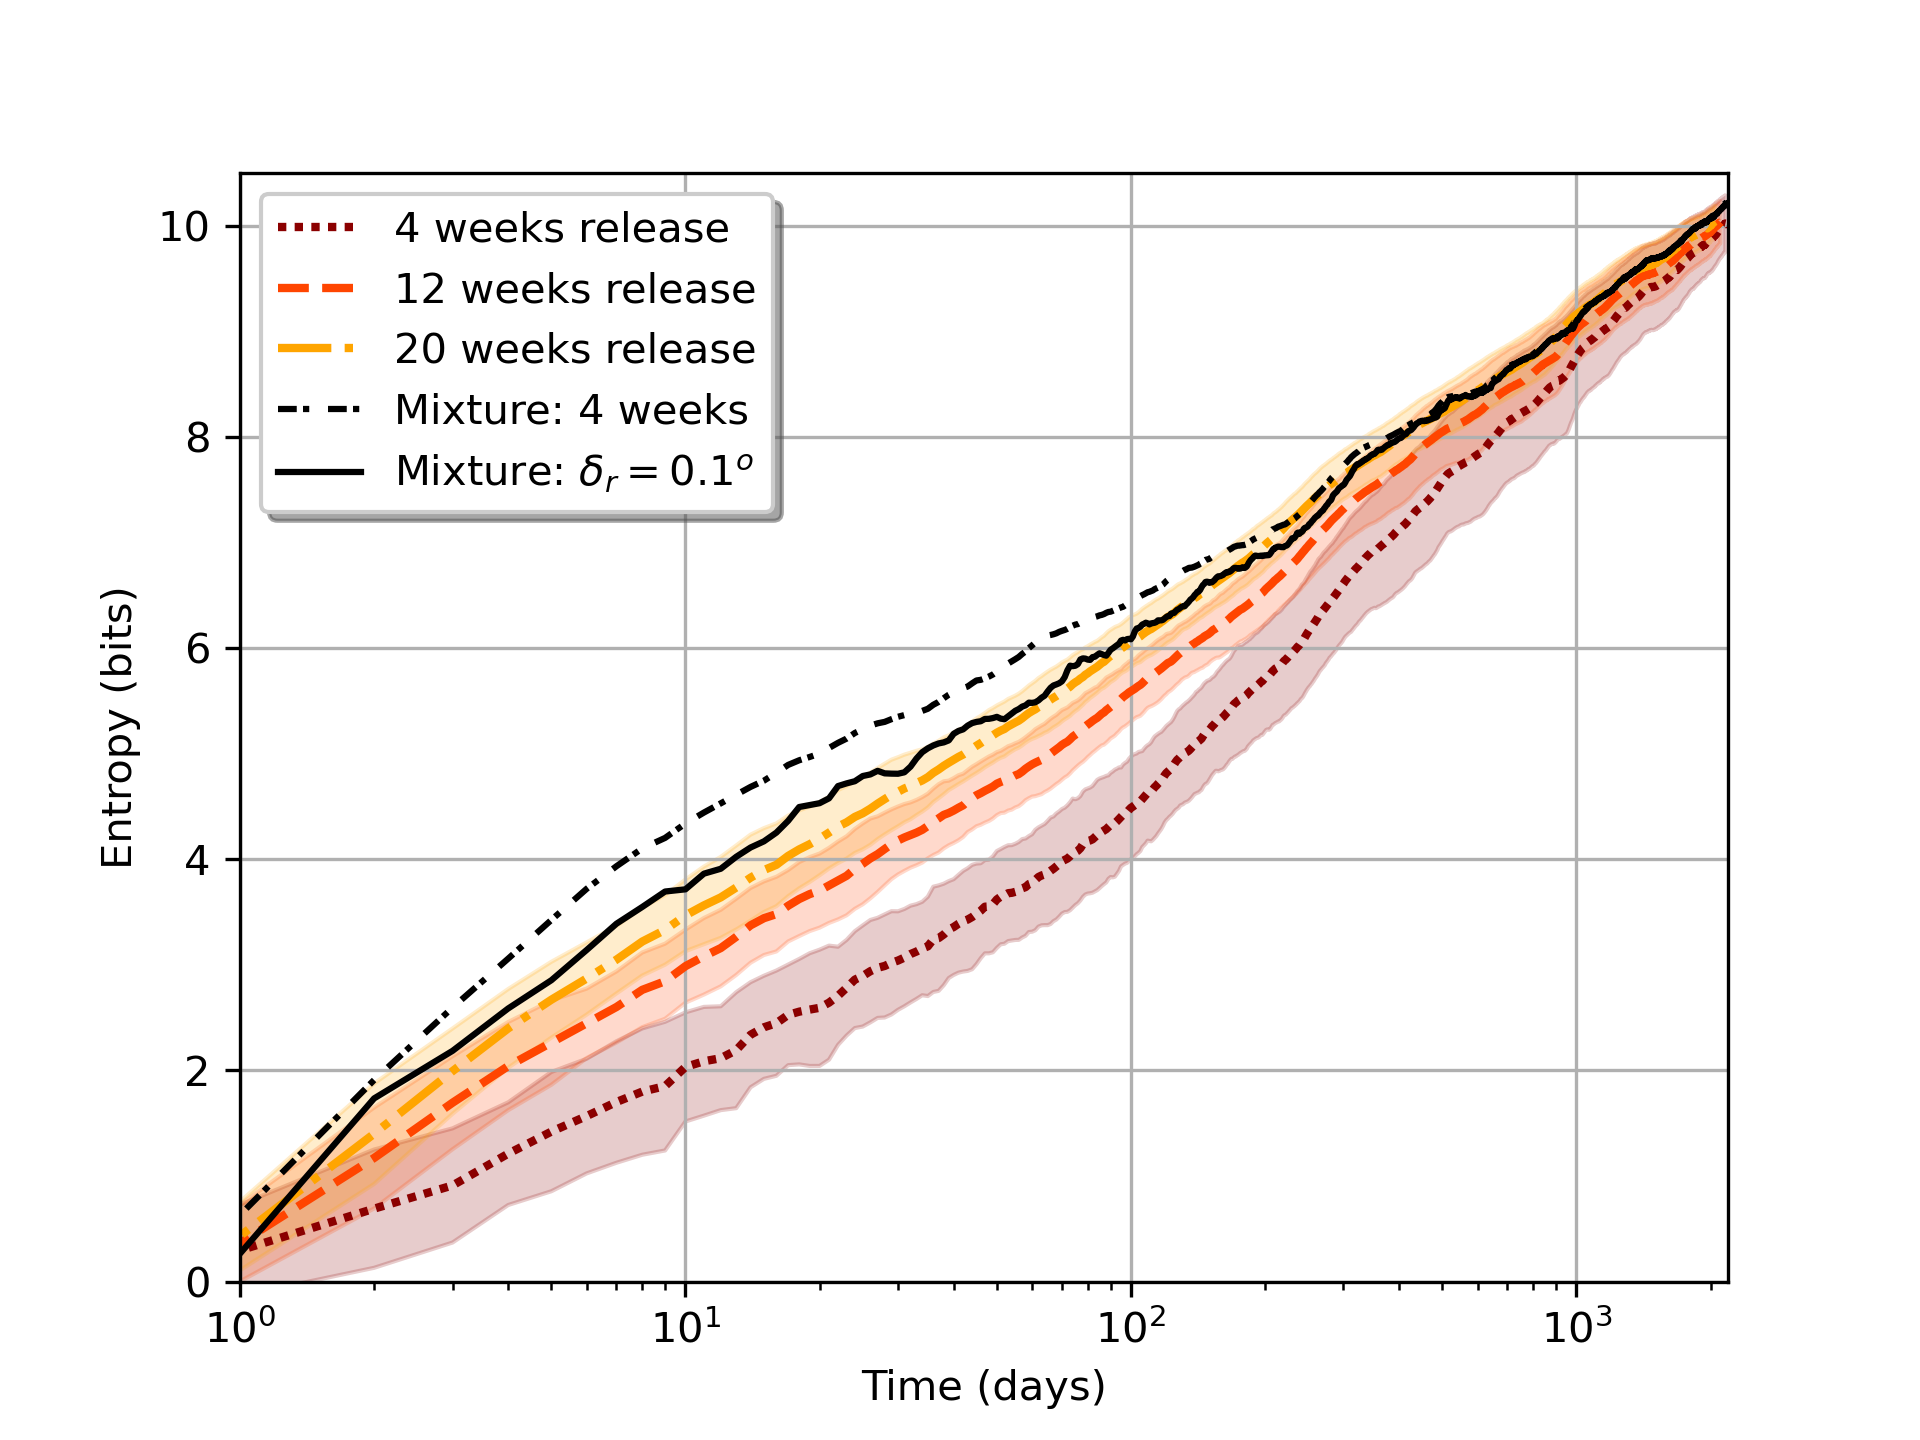 4 weeks release
12 weeks release
20 weeks release
Mixture: 4 weeks
Mixture: δᵣ = 0.1ᵒ
10
8
6
4
2
0
Entropy (bits)
10⁰ 10¹ 10² 10³
Time (days)